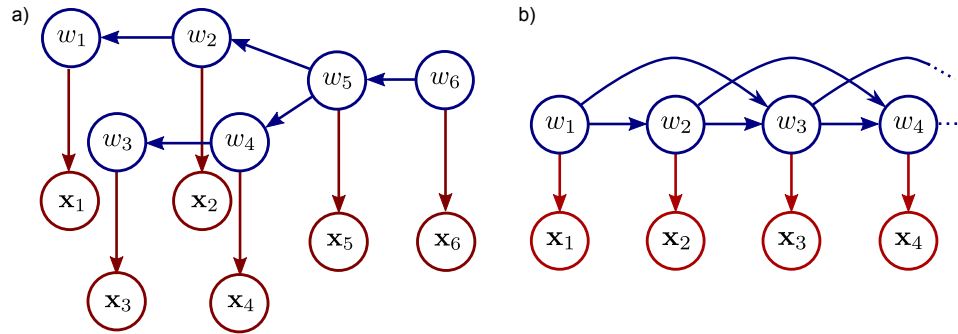 a)
w₁ w₂ w₅ w₆
w₃ w₄
x₁ x₂
x₅ x₆
x₃ x₄
b)
w₁ w₂ w₃ w₄
x₁ x₂ x₃ x₄